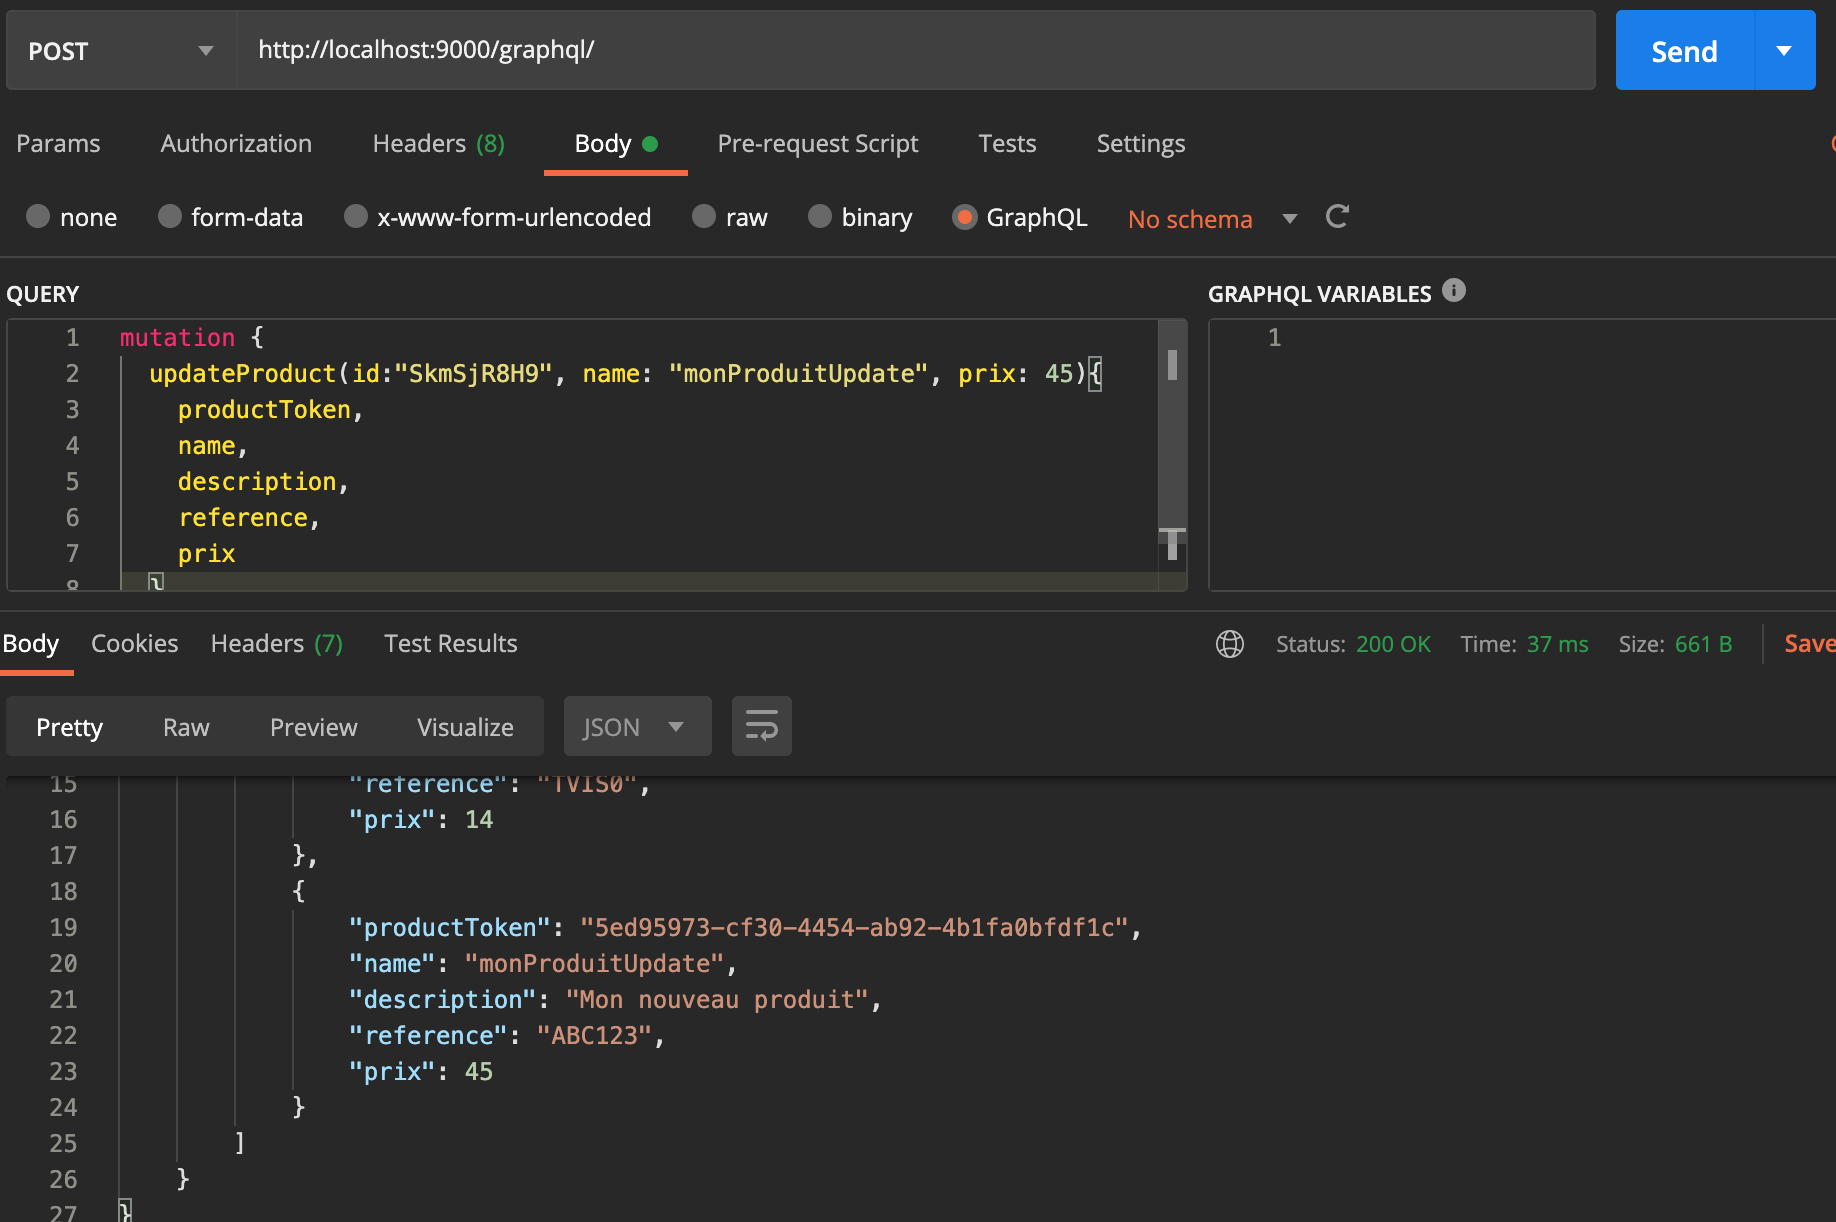 POST http://localhost:9000/graphql/ Send
Params Authorization Headers (8) Body Pre-request Script Tests Settings
none form-data x-www-form-urlencoded raw binary GraphQL No schema
QUERY
GRAPHQL VARIABLES
1 mutation {
2 updateProduct(id:"SkmSjR8H9", name: "monProduitUpdate", prix: 45){
3 productToken,
4 name,
5 description,
6 reference,
7 prix
8 }
1
Body Cookies Headers (7) Test Results Status: 200 OK Time: 37 ms Size: 661 B Save
Pretty Raw Preview Visualize JSON
15 "reference": "TVIS0",
16 "prix": 14
17 },
18 {
19 "productToken": "5ed95973-cf30-4454-ab92-4b1fa0bfdf1c",
20 "name": "monProduitUpdate",
21 "description": "Mon nouveau produit",
22 "reference": "ABC123",
23 "prix": 45
24 }
25 ]
26 }
27 }